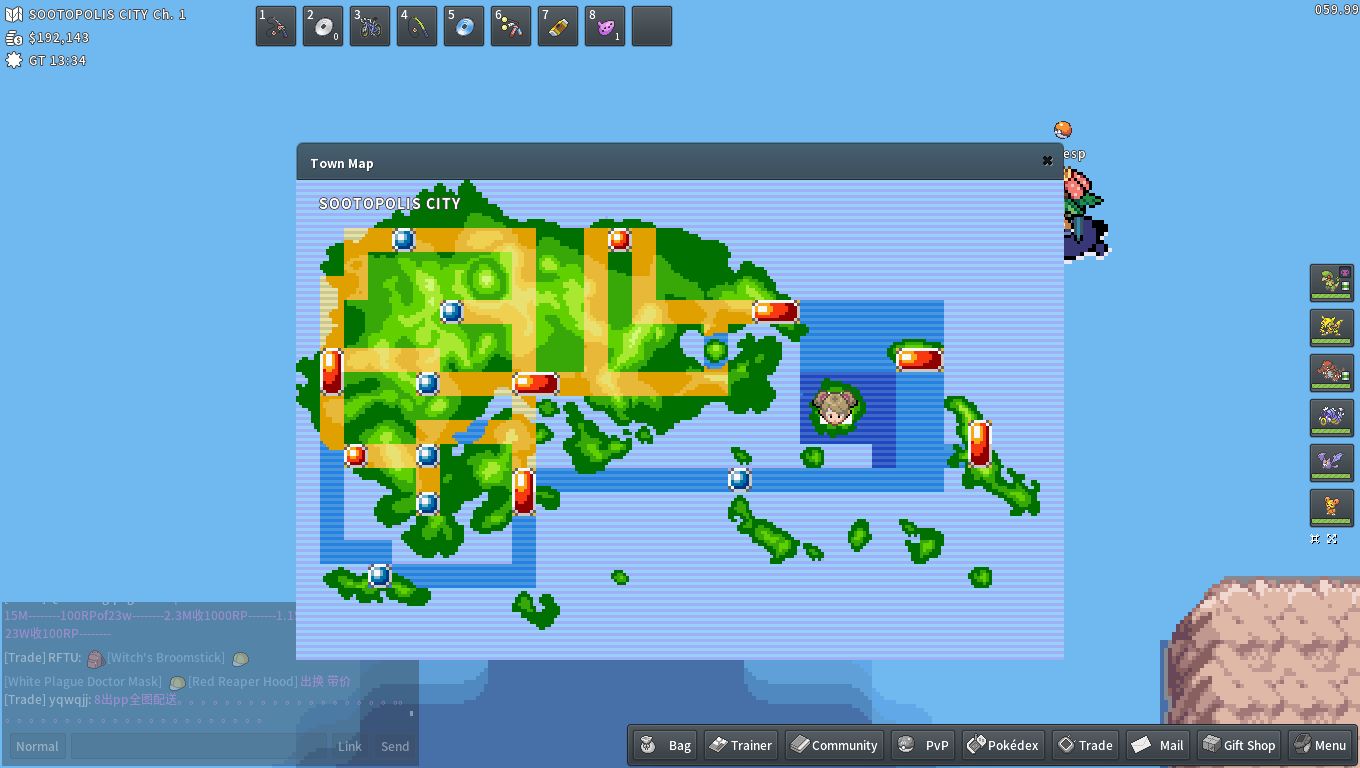 SOOTOPOLIS CITY Ch. 1
$192,143
GT 13:34
1
2
0
3
4
5
6
7
8
1
059.99
Town Map
SOOTOPOLIS CITY
esp
15M--------100RPof23w--------2.3M收1000RP-------1.1
23W收100RP--------
[Trade] RFTU: [Witch's Broomstick]
[White Plague Doctor Mask] [Red Reaper Hood] 出换 带价
[Trade] yqwqjj: 8出pp全图配送。。。。。。。。。。。。。。。。。。。
。。。。。。。。。。。。。。。。。。。。。。
Normal
Link
Send
Bag
Trainer
Community
PvP
Pokédex
Trade
Mail
Gift Shop
Menu